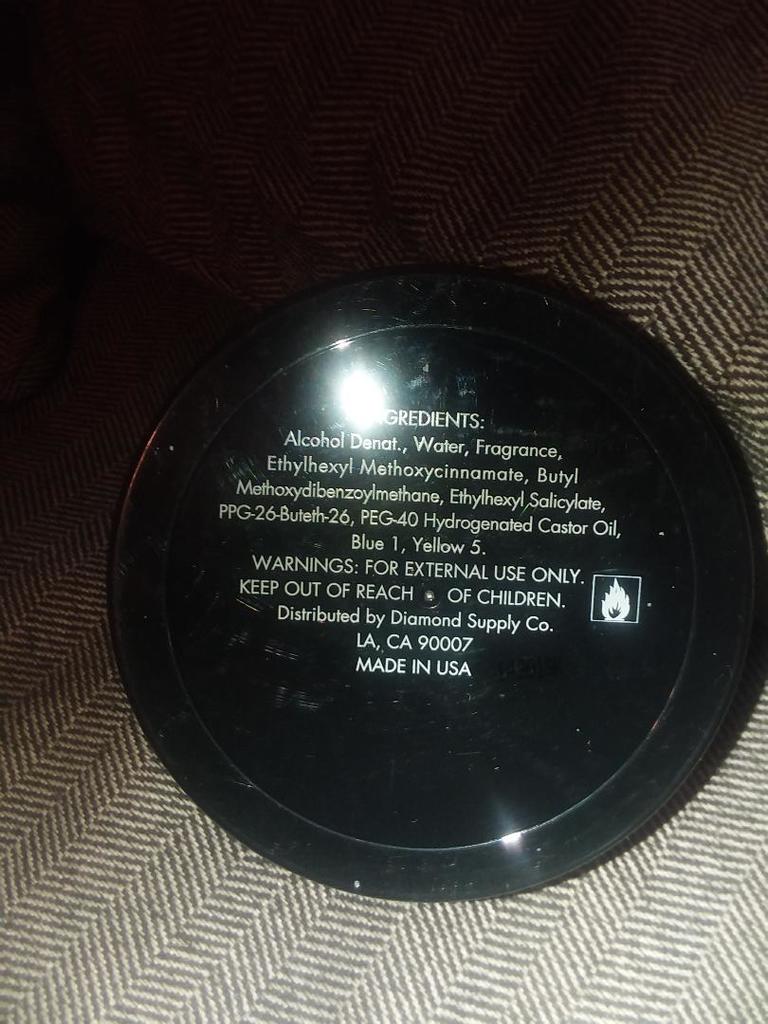 INGREDIENTS:
Alcohol Denat., Water, Fragrance,
Ethylhexyl Methoxycinnamate, Butyl
Methoxydibenzoylmethane, Ethylhexyl Salicylate,
PPG-26-Buteth-26, PEG-40 Hydrogenated Castor Oil,
Blue 1, Yellow 5.
WARNINGS: FOR EXTERNAL USE ONLY.
KEEP OUT OF REACH OF CHILDREN.
Distributed by Diamond Supply Co.
LA, CA 90007
MADE IN USA